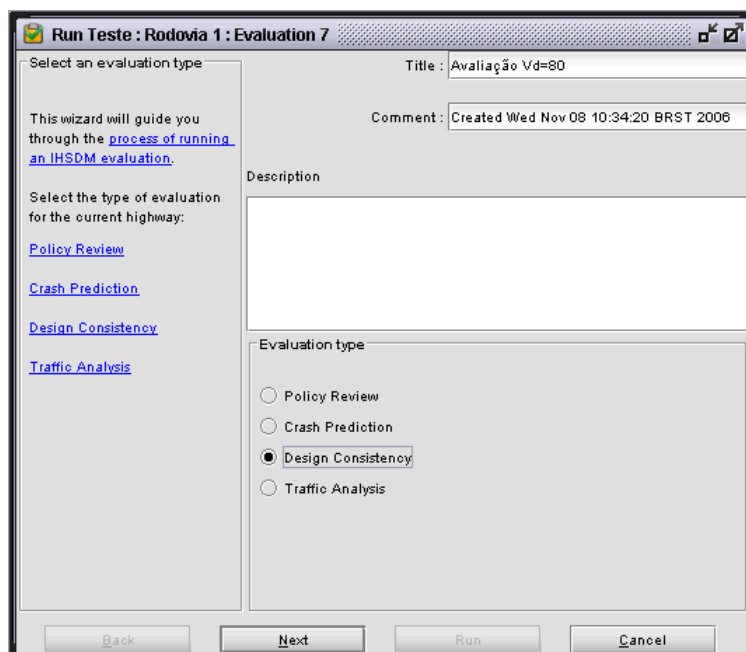 Run Teste : Rodovia 1 : Evaluation 7
Select an evaluation type
This wizard will guide you
through the process of running
an IHSDM evaluation.
Select the type of evaluation
for the current highway:
Policy Review
Crash Prediction
Design Consistency
Traffic Analysis
Title : Avaliação Vd=80
Comment : Created Wed Nov 08 10:34:20 BRST 2006
Description
Evaluation type
Policy Review
Crash Prediction
Design Consistency
Traffic Analysis
Back Next Run Cancel